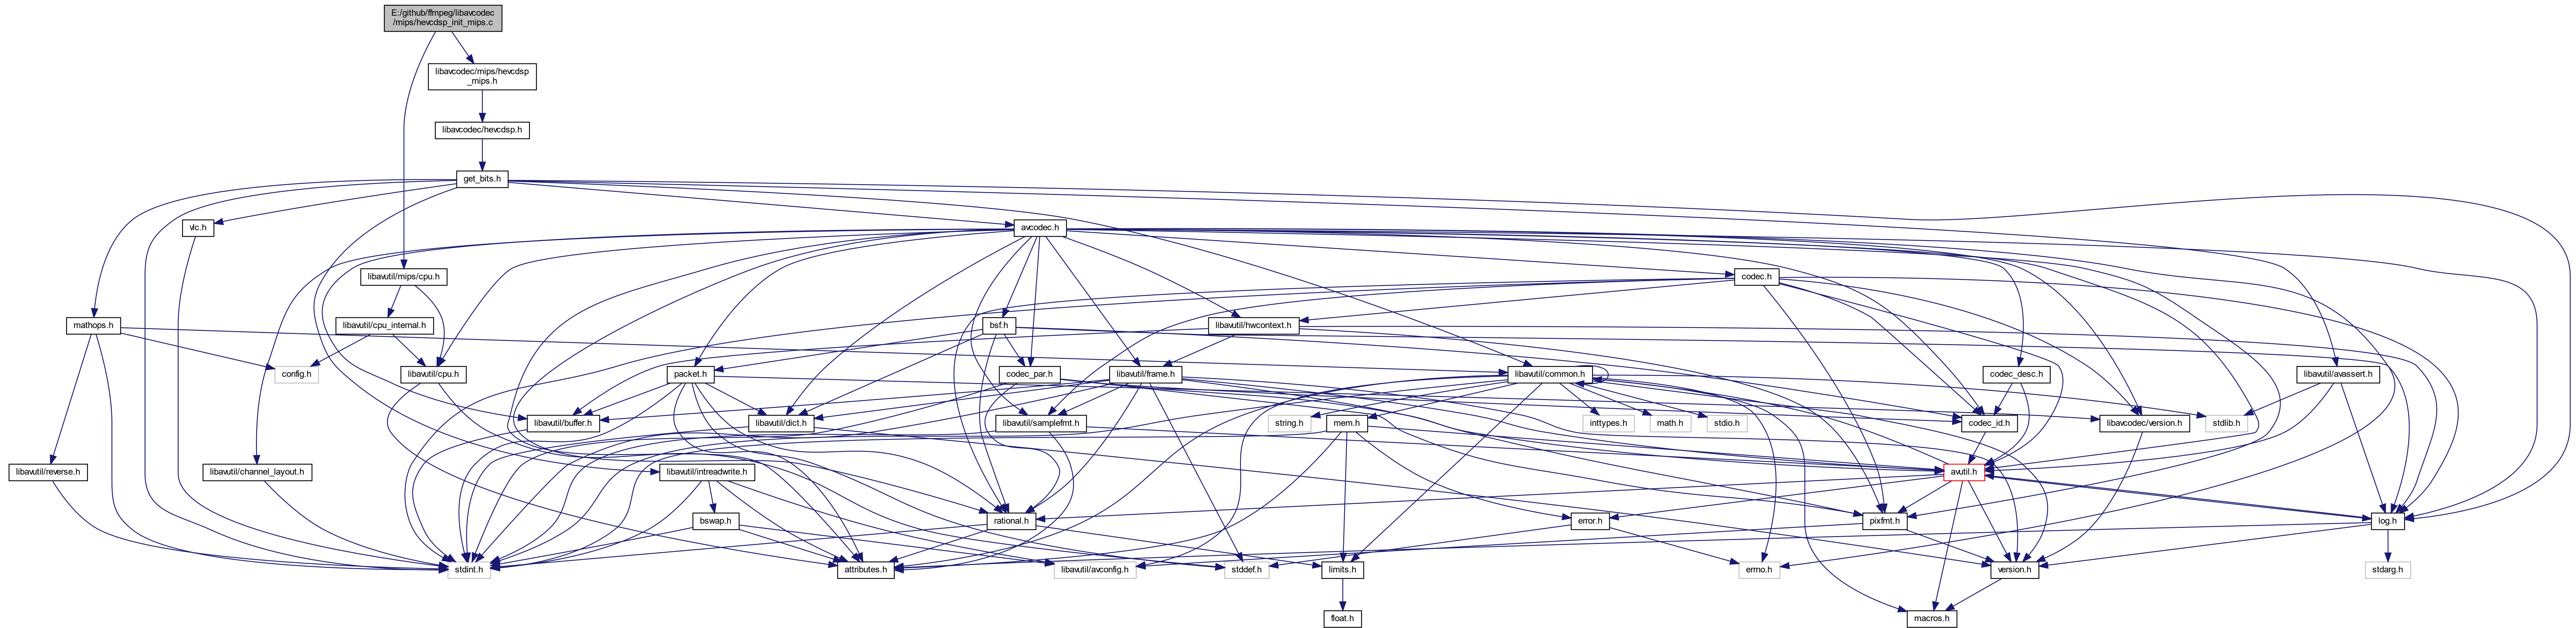 E:/github/ffmpeg/libavcodec
/mips/hevcdsp_init_mips.c
libavcodec/mips/hevcdsp
_mips.h
libavcodec/hevcdsp.h
get_bits.h
vlc.h
avcodec.h
libavutil/mips/cpu.h
codec.h
mathops.h
libavutil/cpu_internal.h
bsf.h
libavutil/hwcontext.h
config.h
libavutil/cpu.h
packet.h
codec_par.h
libavutil/frame.h
libavutil/common.h
codec_desc.h
libavutil/avassert.h
libavutil/buffer.h
libavutil/dict.h
libavutil/samplefmt.h
string.h
mem.h
inttypes.h
math.h
stdio.h
codec_id.h
libavcodec/version.h
stdlib.h
libavutil/reverse.h
libavutil/channel_layout.h
libavutil/intreadwrite.h
avutil.h
bswap.h
rational.h
error.h
pixfmt.h
log.h
stdint.h
attributes.h
libavutil/avconfig.h
stddef.h
limits.h
errno.h
version.h
stdarg.h
float.h
macros.h